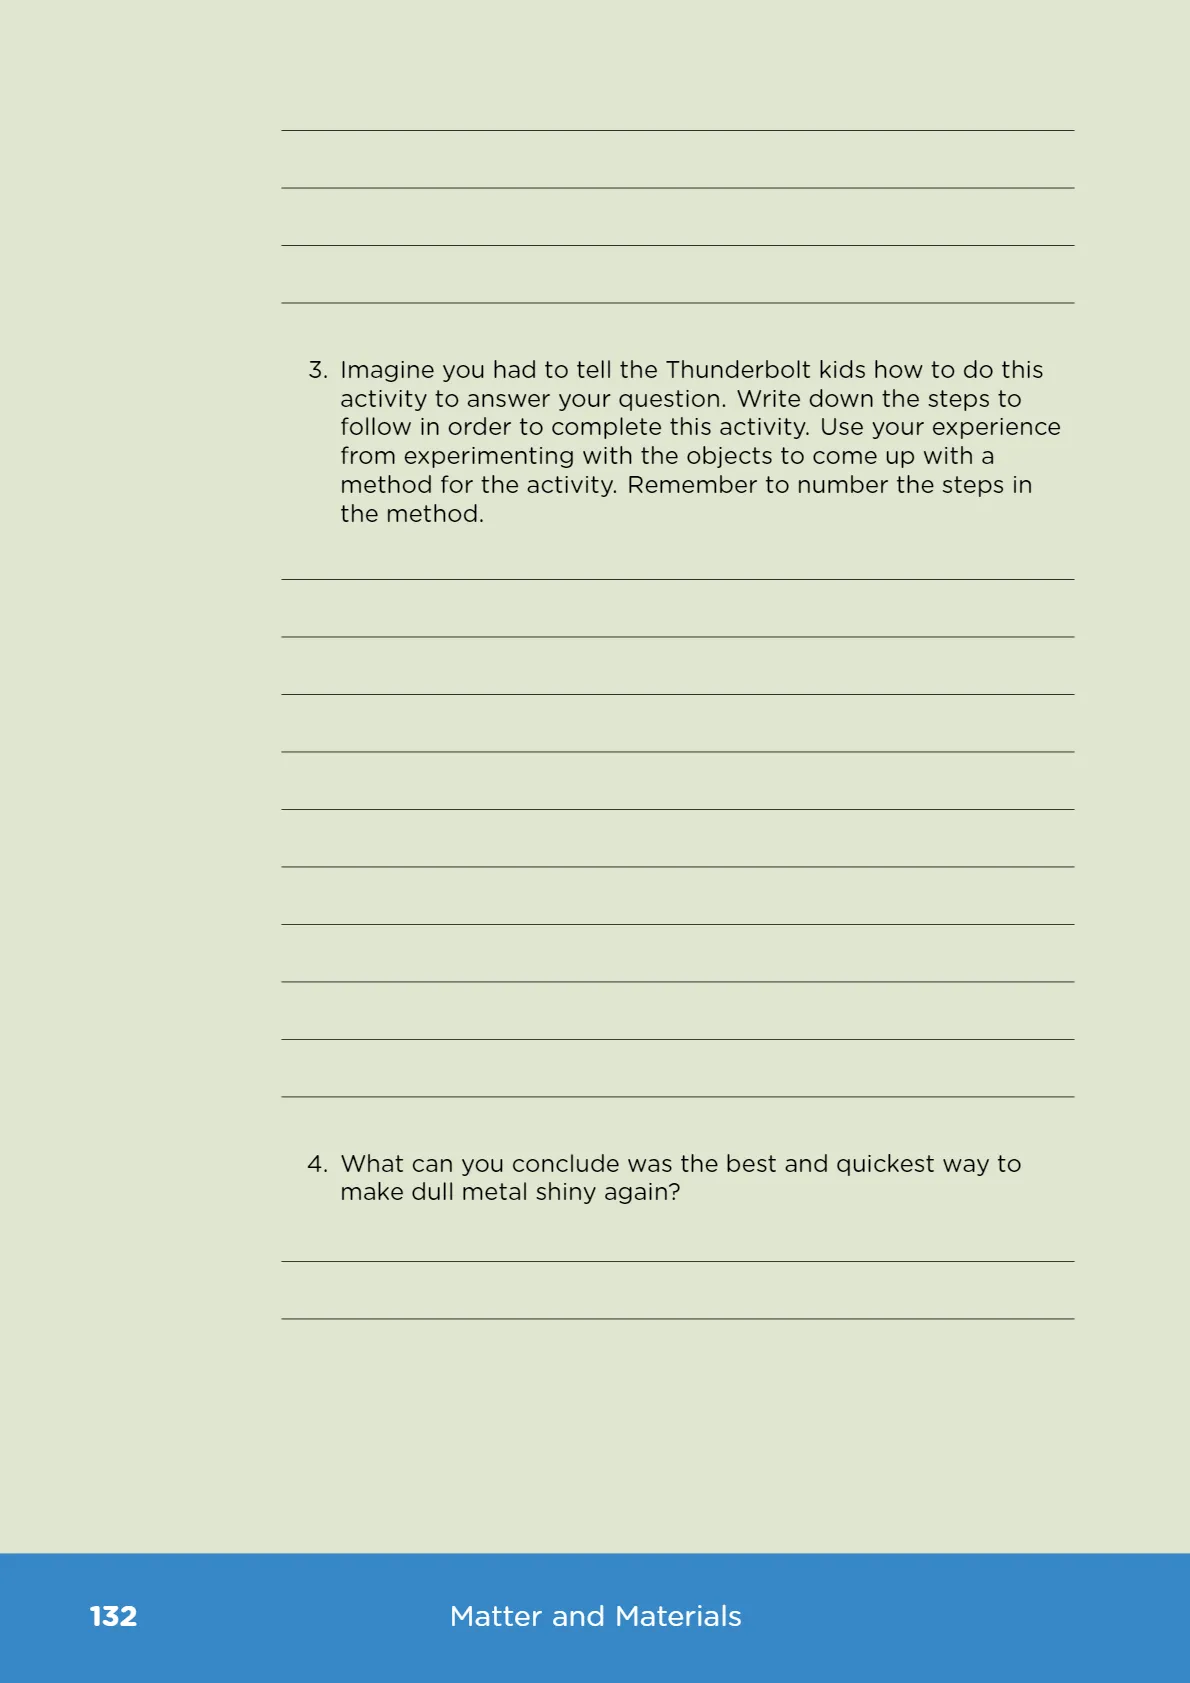 3. Imagine you had to tell the Thunderbolt kids how to do this
activity to answer your question. Write down the steps to
follow in order to complete this activity. Use your experience
from experimenting with the objects to come up with a
method for the activity. Remember to number the steps in
the method.
4. What can you conclude was the best and quickest way to
make dull metal shiny again?
132 Matter and Materials